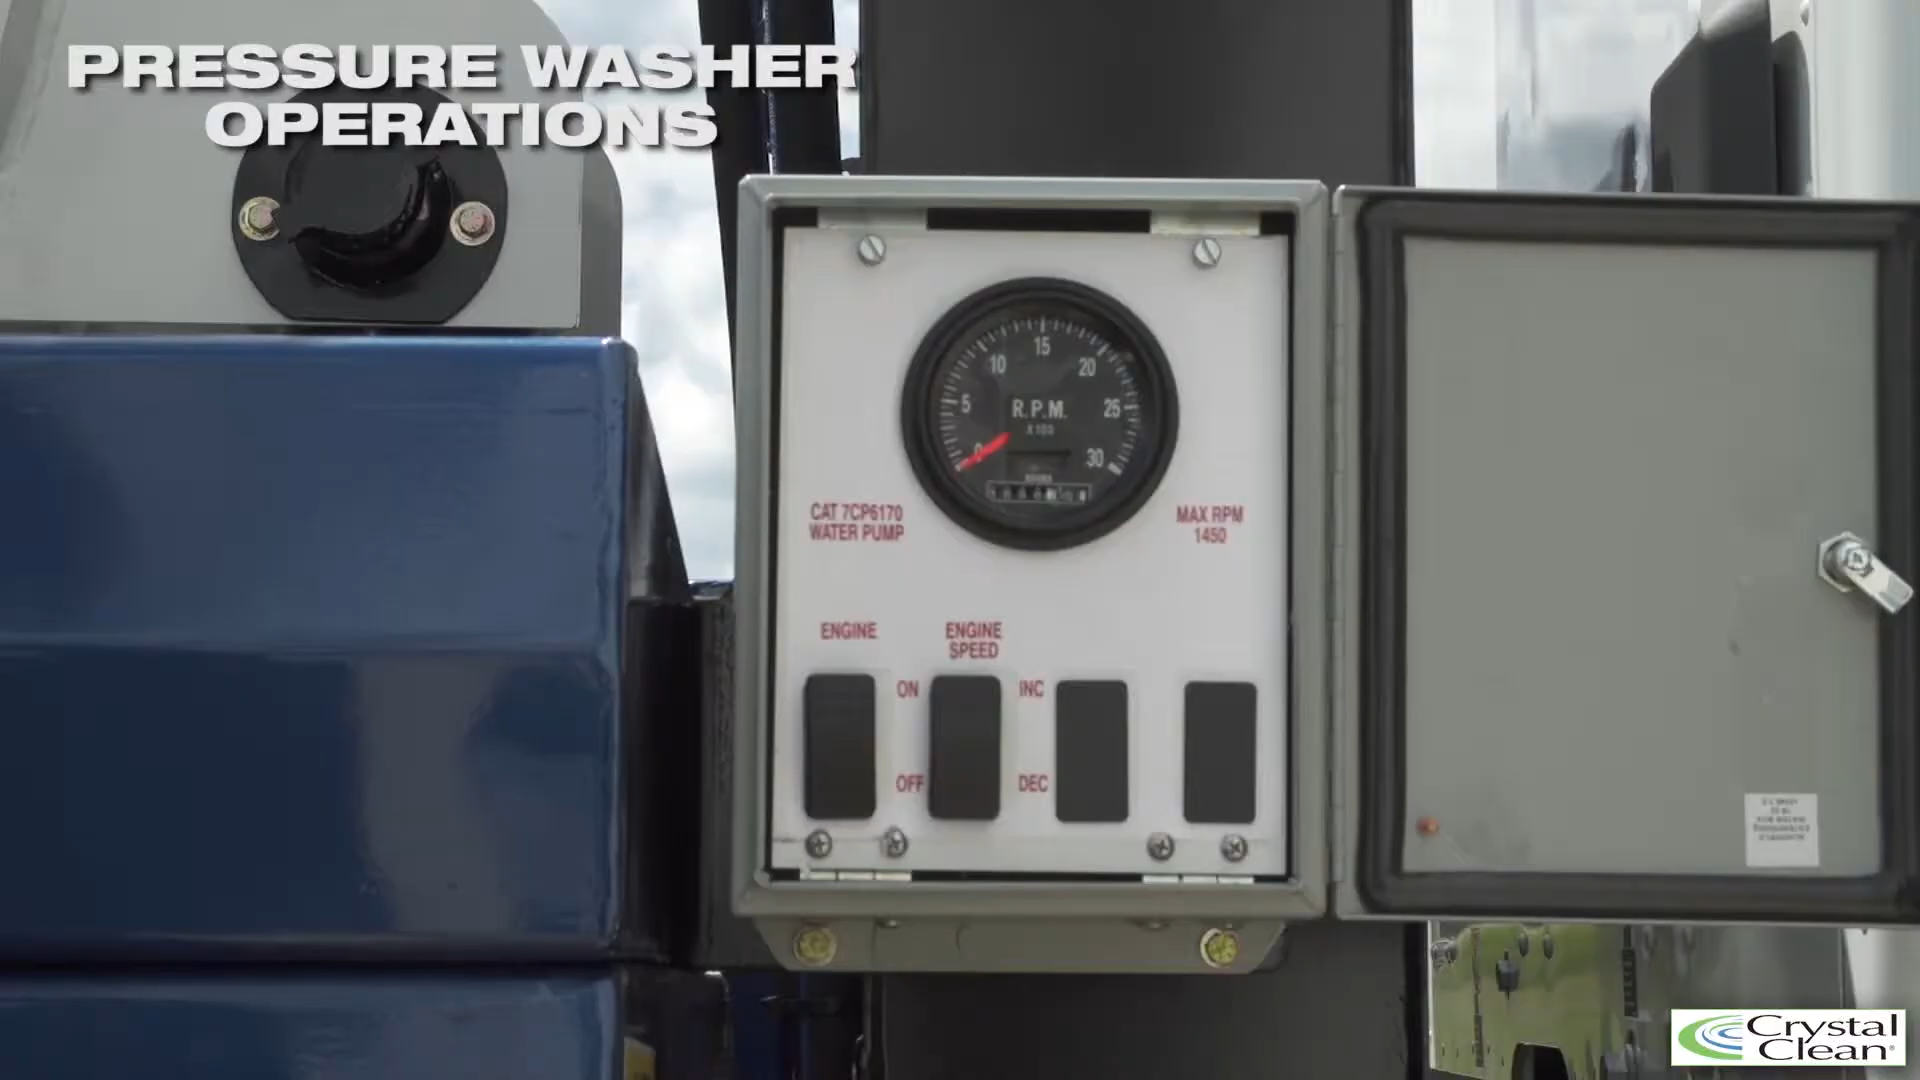 PRESSURE WASHER
OPERATIONS
15
10
20
5
R.P.M.
25
X 100
0
30
HOURS
CAT 7CP6170
WATER PUMP
MAX RPM
1450
ENGINE
ENGINE
SPEED
ON
INC
OFF
DEC
Crystal
Clean®